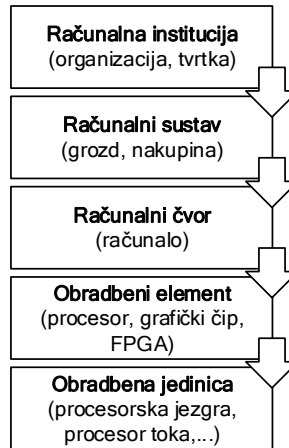 Računalna institucija
(organizacija, tvrtka)
Računalni sustav
(grozd, nakupina)
Računalni čvor
(računalo)
Obradbeni element
(procesor, grafički čip,
FPGA)
Obradbena jedinica
(procesorska jezgra,
procesor toka,...)